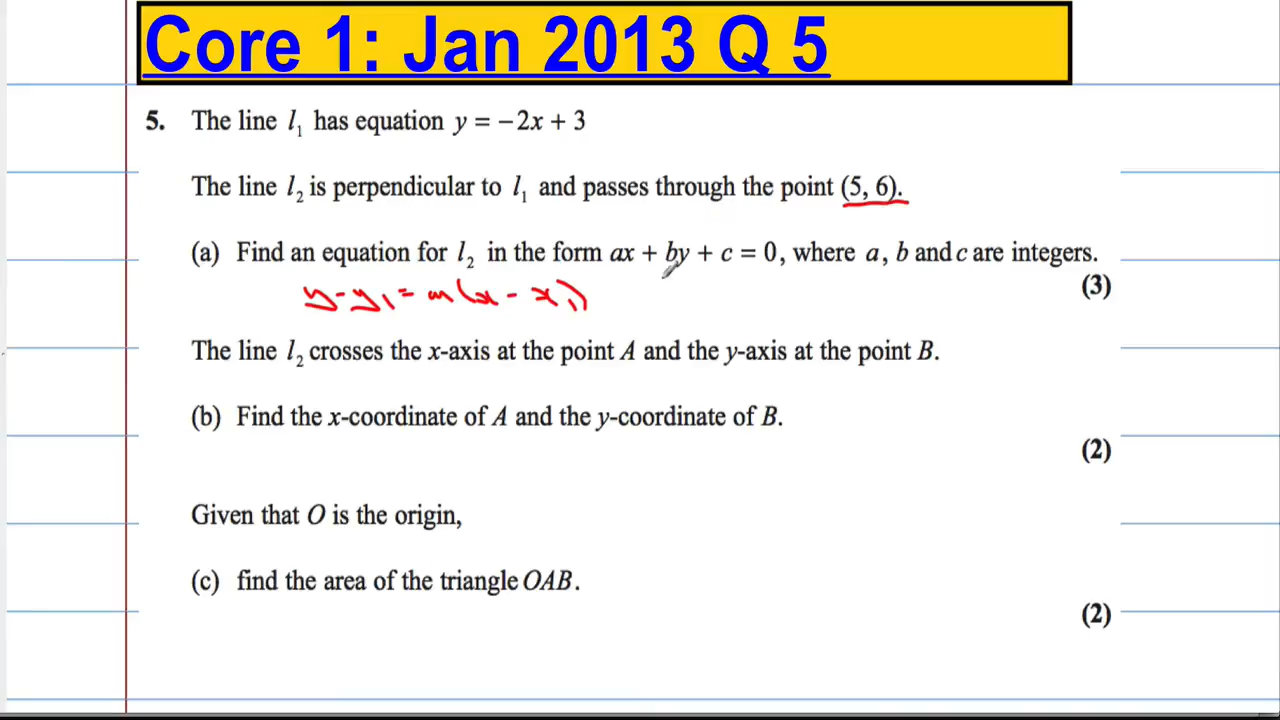 Core 1: Jan 2013 Q 5
5. The line l₁ has equation y = −2x + 3
The line l₂ is perpendicular to l₁ and passes through the point (5, 6).
(a) Find an equation for l₂ in the form ax + by + c = 0, where a, b and c are integers.
(3)
y - y₁ = m(x - x₁)
The line l₂ crosses the x-axis at the point A and the y-axis at the point B.
(b) Find the x-coordinate of A and the y-coordinate of B.
(2)
Given that O is the origin,
(c) find the area of the triangle OAB.
(2)